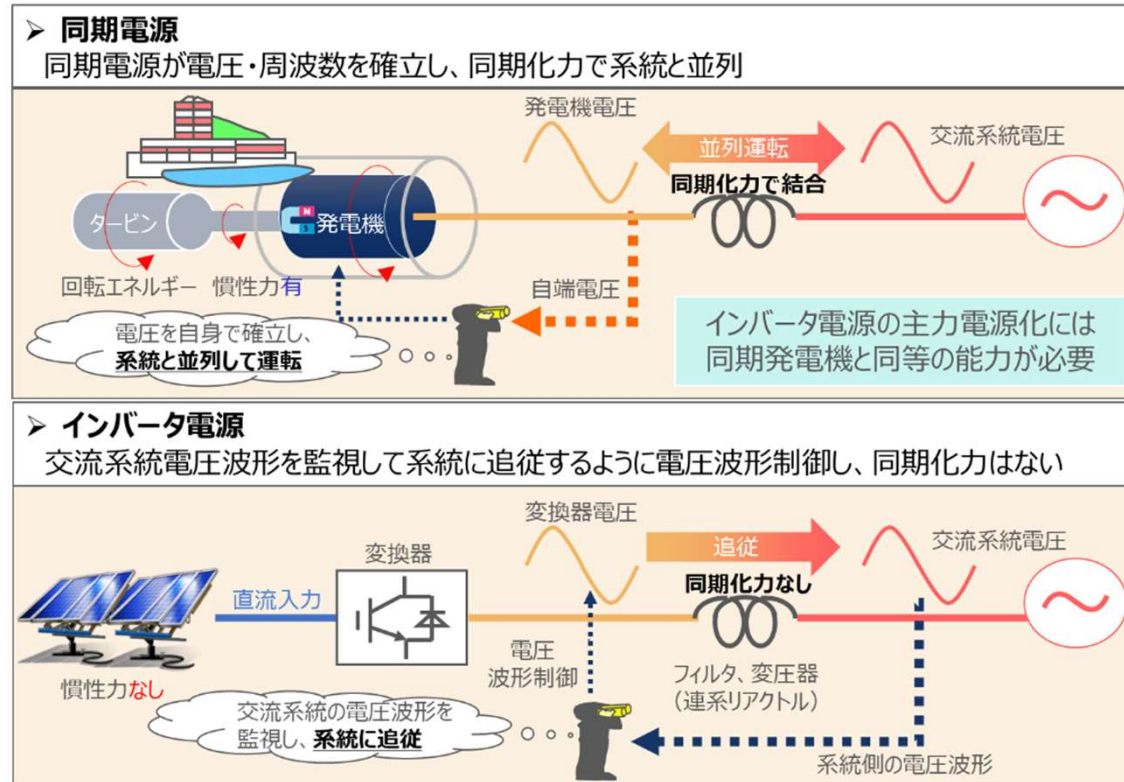 ➢ 同期電源
同期電源が電圧・周波数を確立し、同期化力で系統と並列
発電機電圧
並列運転
交流系統電圧
同期化力で結合
タービン
N
S
発電機
回転エネルギー 慣性力有
自端電圧
電圧を自身で確立し、
系統と並列して運転
インバータ電源の主力電源化には
同期発電機と同等の能力が必要
➢ インバータ電源
交流系統電圧波形を監視して系統に追従するように電圧波形制御し、同期化力はない
変換器電圧
追従
交流系統電圧
変換器
同期化力なし
直流入力
電圧
波形制御
フィルタ、変圧器
（連系リアクトル）
慣性力なし
交流系統の電圧波形を
監視し、系統に追従
系統側の電圧波形